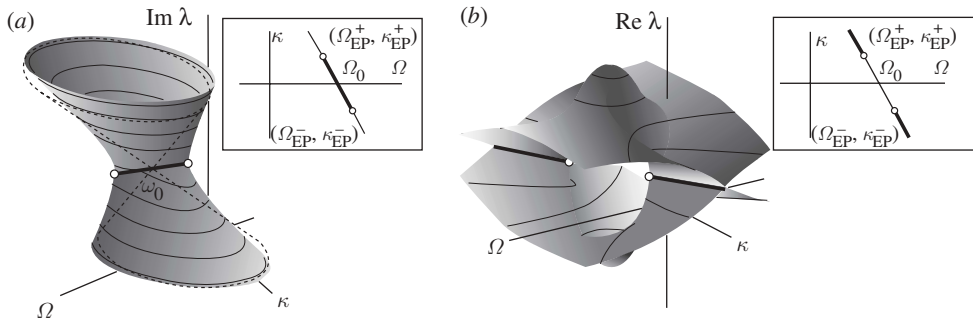 (a)
Im λ
κ
(Ω⁺EP, κ⁺EP)
Ω₀
Ω
(Ω⁻EP, κ⁻EP)
ω₀
Ω
κ
(b)
Re λ
κ
(Ω⁺EP, κ⁺EP)
Ω₀
Ω
(Ω⁻EP, κ⁻EP)
Ω
κ